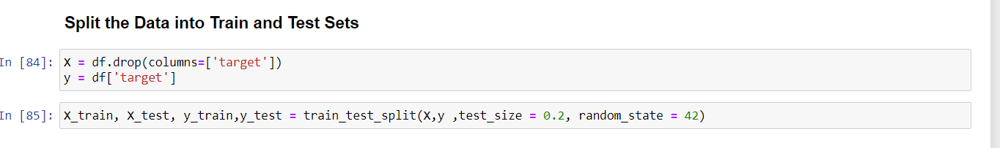 Split the Data into Train and Test Sets
In [84]: X = df.drop(columns=['target'])
y = df['target']
In [85]: X_train, X_test, y_train,y_test = train_test_split(X,y ,test_size = 0.2, random_state = 42)